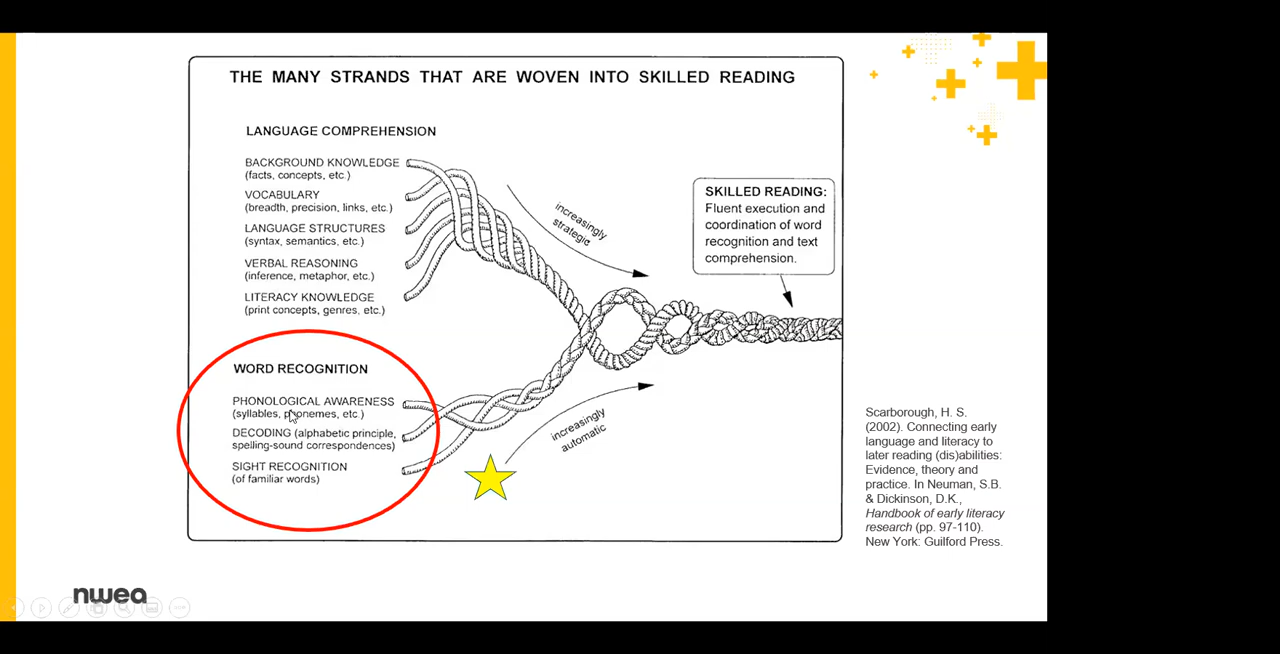 THE MANY STRANDS THAT ARE WOVEN INTO SKILLED READING
LANGUAGE COMPREHENSION
BACKGROUND KNOWLEDGE
(facts, concepts, etc.)
VOCABULARY
(breadth, precision, links, etc.)
LANGUAGE STRUCTURES
(syntax, semantics, etc.)
VERBAL REASONING
(inference, metaphor, etc.)
LITERACY KNOWLEDGE
(print concepts, genres, etc.)
increasingly
strategic
SKILLED READING:
Fluent execution and
coordination of word
recognition and text
comprehension.
WORD RECOGNITION
PHONOLOGICAL AWARENESS
(syllables, phonemes, etc.)
DECODING (alphabetic principle,
spelling-sound correspondences)
SIGHT RECOGNITION
(of familiar words)
increasingly
automatic
Scarborough, H. S.
(2002). Connecting early
language and literacy to
later reading (dis)abilities:
Evidence, theory and
practice. In Neuman, S.B.
& Dickinson, D.K.,
Handbook of early literacy
research (pp. 97-110).
New York: Guilford Press.
nwea